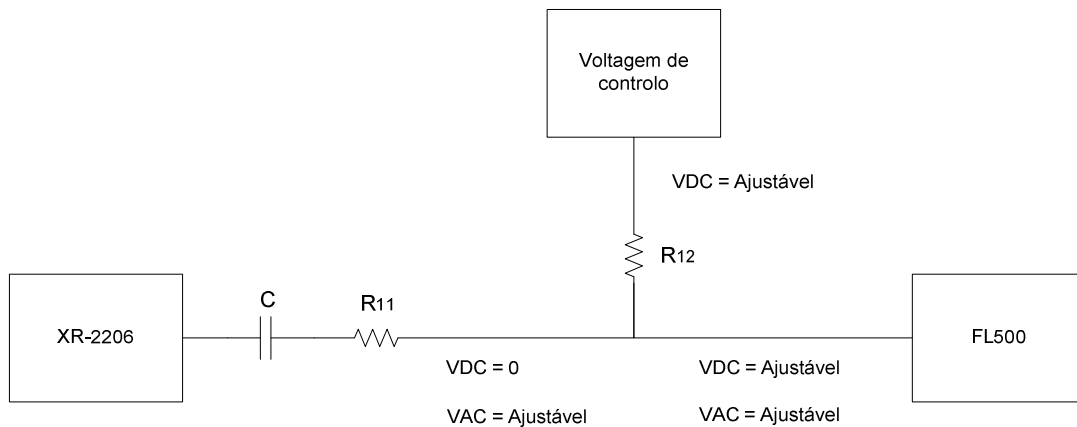 Voltagem de
controlo
VDC = Ajustável
R12
C
R11
XR-2206
FL500
VDC = 0
VDC = Ajustável
VAC = Ajustável
VAC = Ajustável